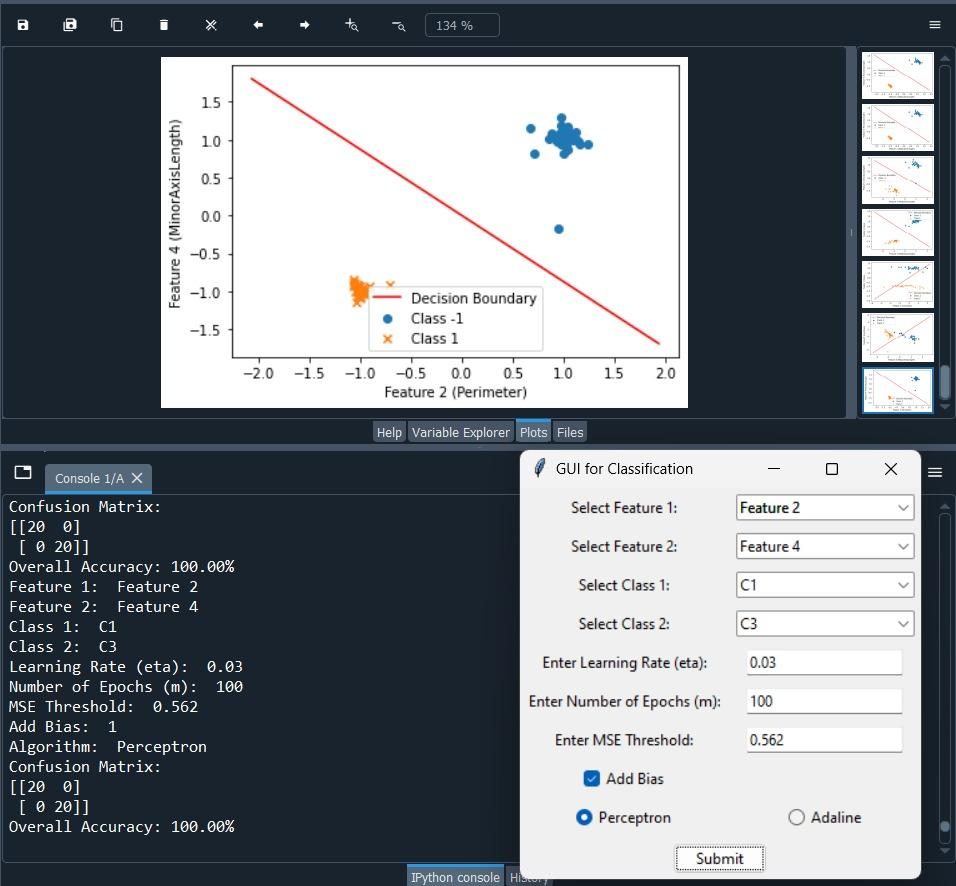 134 %
1.5
1.0
0.5
0.0
−0.5
−1.0
−1.5
Feature 4 (MinorAxisLength)
Decision Boundary
Class -1
Class 1
−2.0 −1.5 −1.0 −0.5 0.0 0.5 1.0 1.5 2.0
Feature 2 (Perimeter)
Help Variable Explorer Plots Files
Console 1/A
Confusion Matrix:
[[20  0]
 [ 0 20]]
Overall Accuracy: 100.00%
Feature 1:  Feature 2
Feature 2:  Feature 4
Class 1:  C1
Class 2:  C3
Learning Rate (eta):  0.03
Number of Epochs (m):  100
MSE Threshold:  0.562
Add Bias:  1
Algorithm:  Perceptron
Confusion Matrix:
[[20  0]
 [ 0 20]]
Overall Accuracy: 100.00%
GUI for Classification
Select Feature 1: Feature 2
Select Feature 2: Feature 4
Select Class 1: C1
Select Class 2: C3
Enter Learning Rate (eta): 0.03
Enter Number of Epochs (m): 100
Enter MSE Threshold: 0.562
Add Bias
Perceptron Adaline
Submit
IPython console